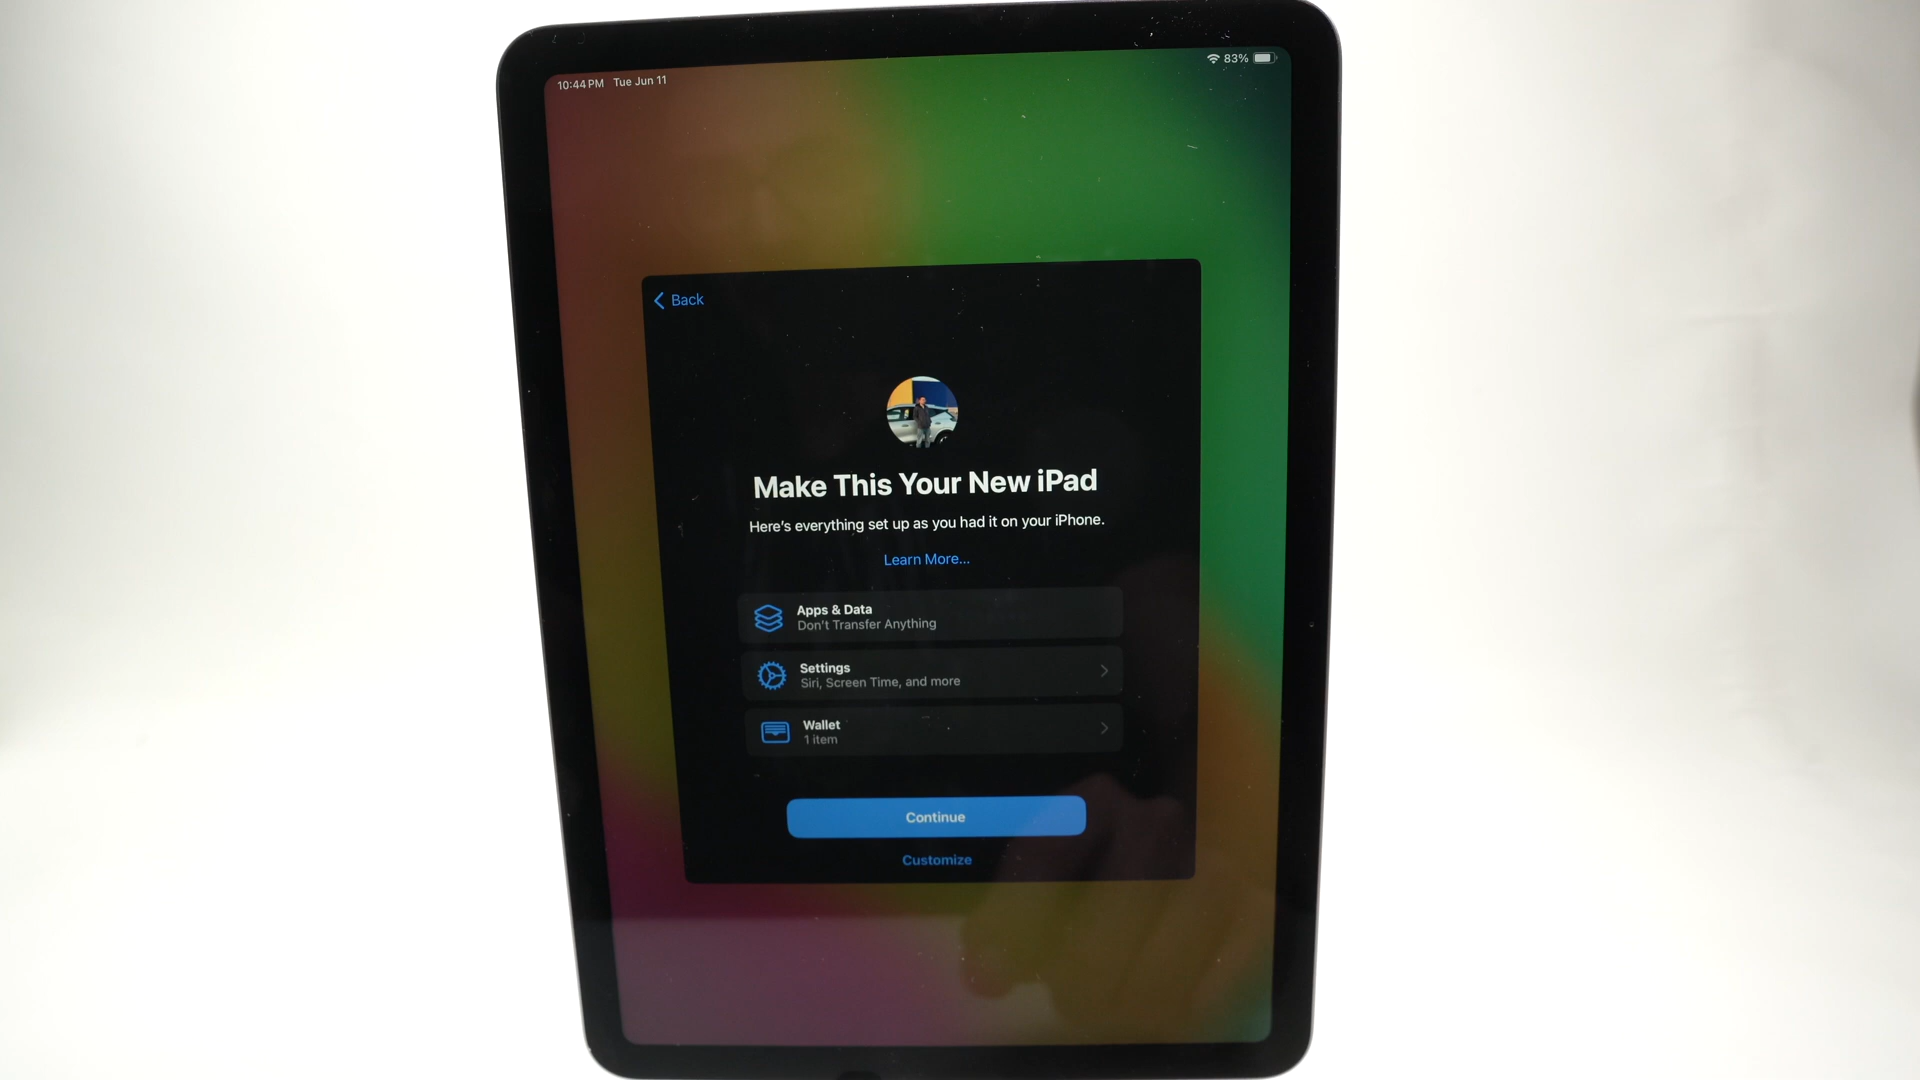 10:44 PM Tue Jun 11
83%
Back
Make This Your New iPad
Here's everything set up as you had it on your iPhone.
Learn More...
Apps & Data
Don't Transfer Anything
Settings
Siri, Screen Time, and more
Wallet
1 item
Continue
Customize